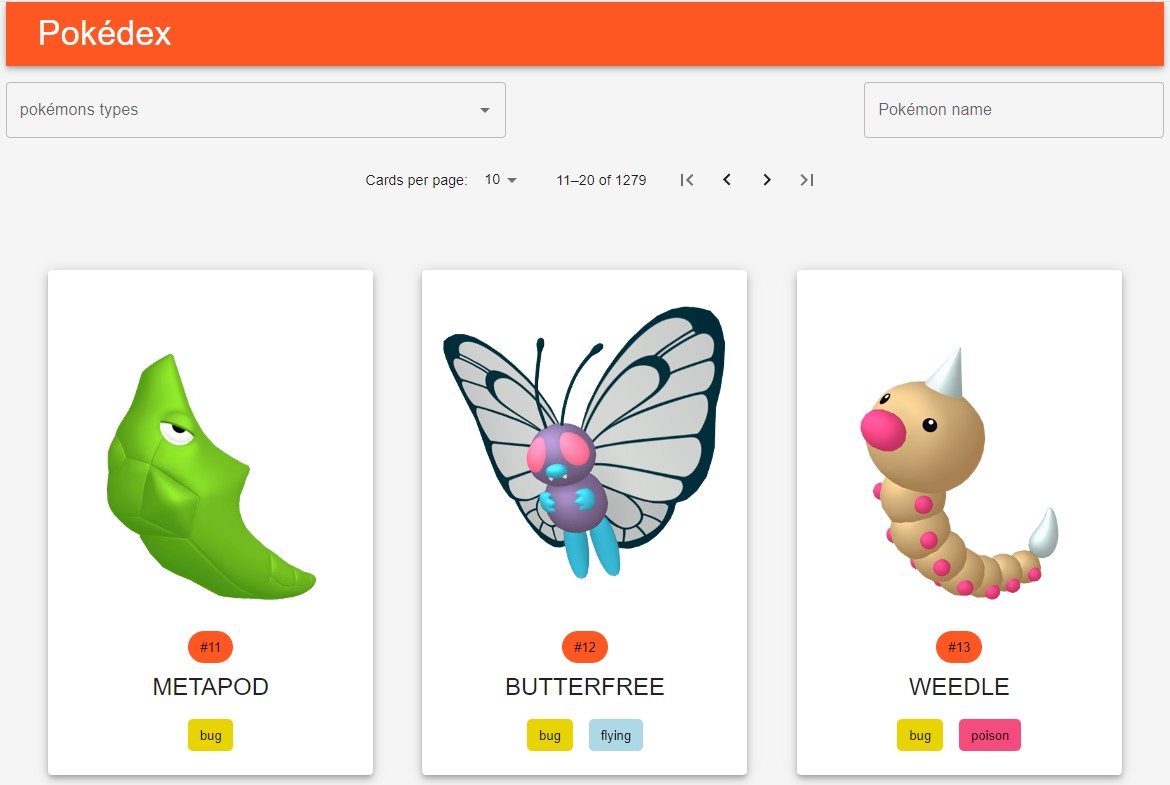 Pokédex
pokémons types
Pokémon name
Cards per page: 10 11–20 of 1279
#11
METAPOD
bug
#12
BUTTERFREE
bug flying
#13
WEEDLE
bug poison